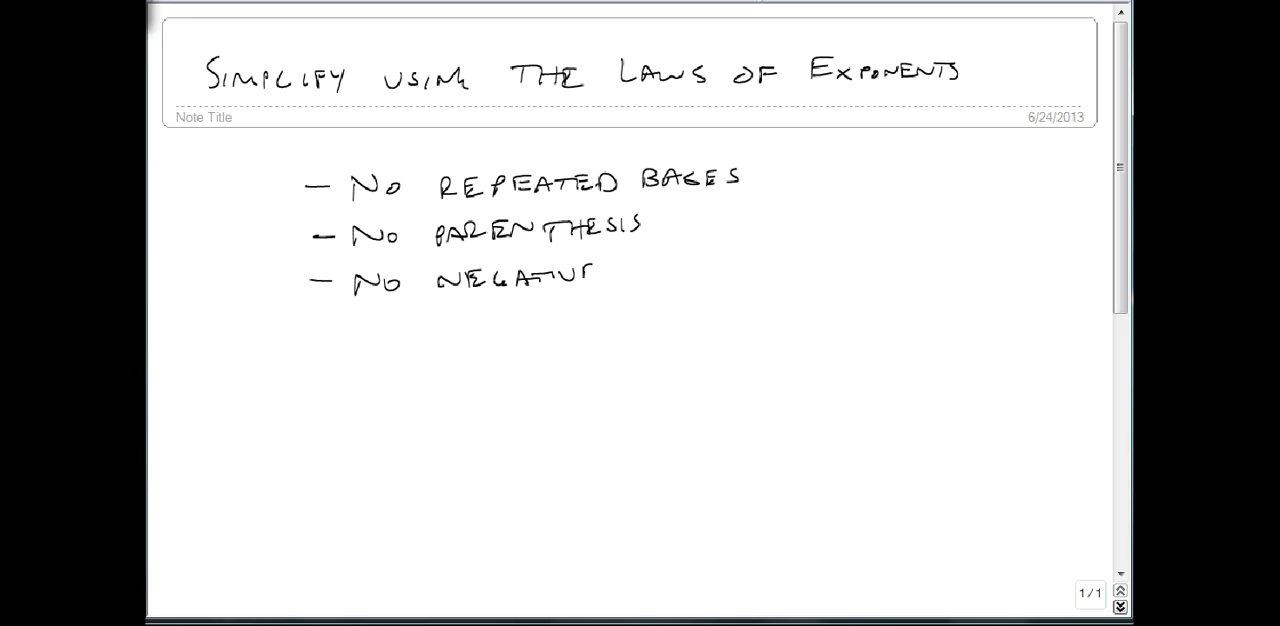 SIMPLIFY USING THE LAWS OF EXPONENTS
Note Title
6/24/2013
- NO REPEATED BASES
- NO PARENTHESIS
- NO NEGATIV
1/1